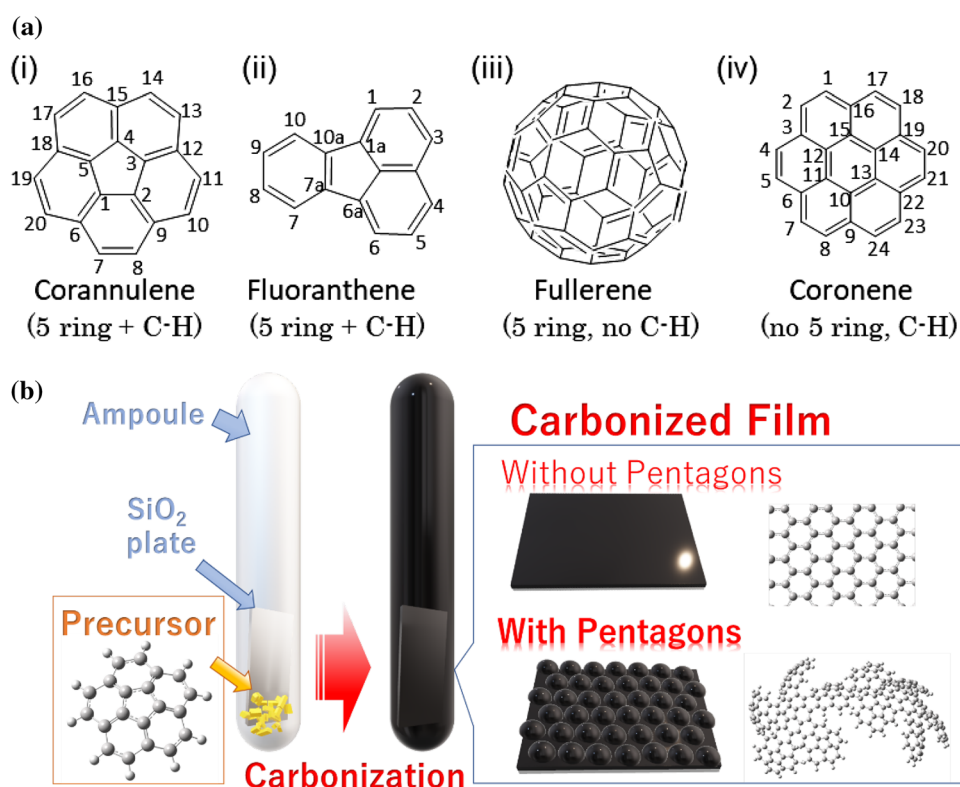 (a)
(i)
(ii)
(iii)
(iv)
16
14
17
15
13
4
18
3
12
5
19
2
11
1
20
6
9
10
7
8
1
2
10
10a
1a
3
9
8
7a
6a
4
7
6
5
1
17
2
16
18
3
15
19
4
12
14
20
5
11
13
21
6
10
22
7
9
23
8
24
Corannulene
(5 ring + C-H)
Fluoranthene
(5 ring + C-H)
Fullerene
(5 ring, no C-H)
Coronene
(no 5 ring, C-H)
(b)
Ampoule
SiO₂
plate
Precursor
Carbonization
Carbonized Film
Without Pentagons
With Pentagons